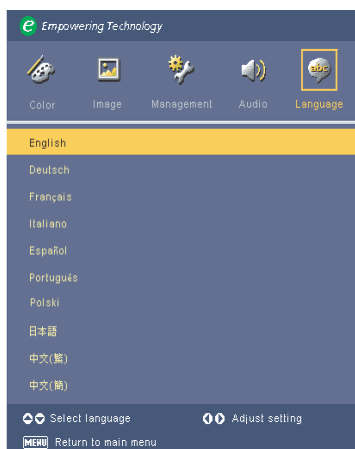 e Empowering Technology
Color Image Management Audio abc Language
English
Deutsch
Français
Italiano
Español
Português
Polski
日本語
中文(繁)
中文(簡)
Select language Adjust setting
MENU Return to main menu